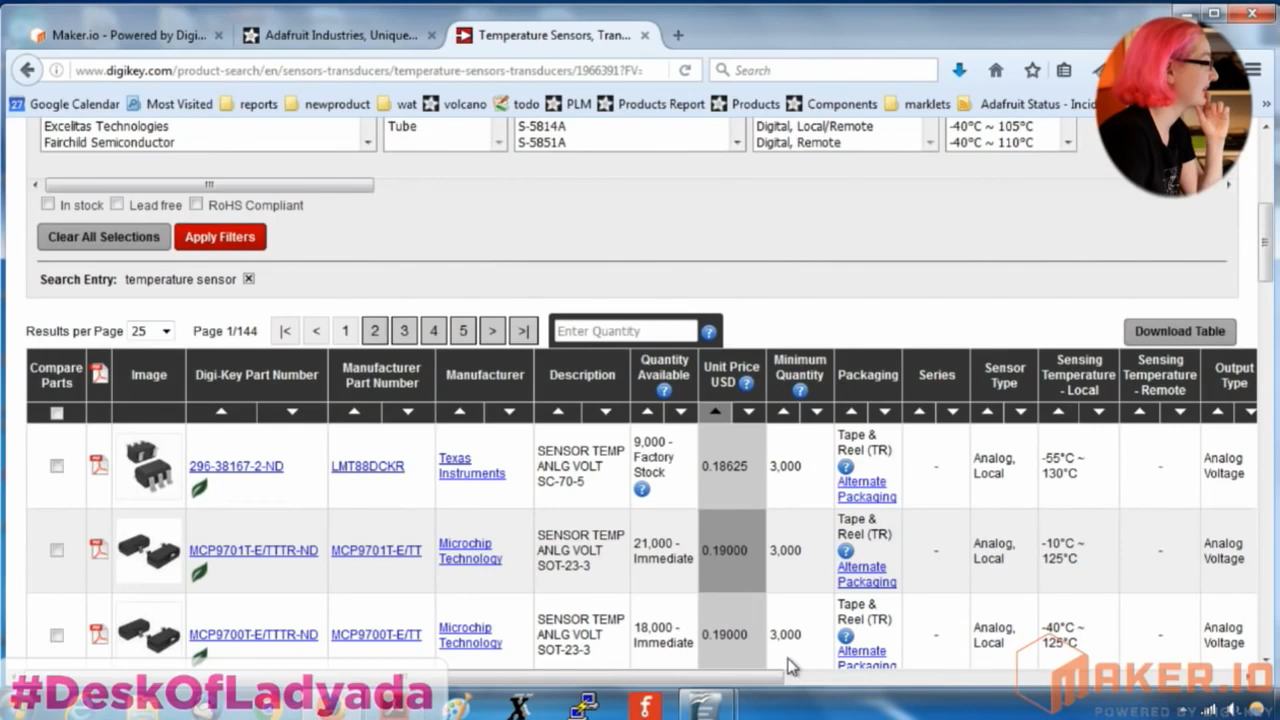 Maker.io - Powered by Digi...
Adafruit Industries, Unique...
Temperature Sensors, Tran...
www.digikey.com/product-search/en/sensors-transducers/temperature-sensors-transducers/1966391?FV=
Search
27 Google Calendar
Most Visited
reports
newproduct
wat
volcano
todo
PLM
Products Report
Products
Components
marklets
Adafruit Status - Incid
Excelitas Technologies
Fairchild Semiconductor
Tube
S-5814A
S-5851A
Digital, Local/Remote
Digital, Remote
-40°C ~ 105°C
-40°C ~ 110°C
In stock
Lead free
RoHS Compliant
Clear All Selections
Apply Filters
Search Entry: temperature sensor
Results per Page 25
Page 1/144
|< < 1 2 3 4 5 > >|
Enter Quantity
Download Table
Compare
Parts
Image
Digi-Key Part Number
Manufacturer
Part Number
Manufacturer
Description
Quantity
Available
Unit Price
USD
Minimum
Quantity
Packaging
Series
Sensor
Type
Sensing
Temperature
- Local
Sensing
Temperature
- Remote
Output
Type
296-38167-2-ND
LMT88DCKR
Texas
Instruments
SENSOR TEMP
ANLG VOLT
SC-70-5
9,000 -
Factory
Stock
0.18625
3,000
Tape &
Reel (TR)
Alternate
Packaging
-
Analog,
Local
-55°C ~
130°C
-
Analog
Voltage
MCP9701T-E/TTTR-ND
MCP9701T-E/TT
Microchip
Technology
SENSOR TEMP
ANLG VOLT
SOT-23-3
21,000 -
Immediate
0.19000
3,000
Tape &
Reel (TR)
Alternate
Packaging
-
Analog,
Local
-10°C ~
125°C
-
Analog
Voltage
MCP9700T-E/TTTR-ND
MCP9700T-E/TT
Microchip
Technology
SENSOR TEMP
ANLG VOLT
SOT-23-3
18,000 -
Immediate
0.19000
3,000
Tape &
Reel (TR)
Alternate
Packaging
-
Analog,
Local
-40°C ~
125°C
-
Analog
Voltage
#DeskOfLadyada
MAKER.IO
POWERED BY DIGI-KEY